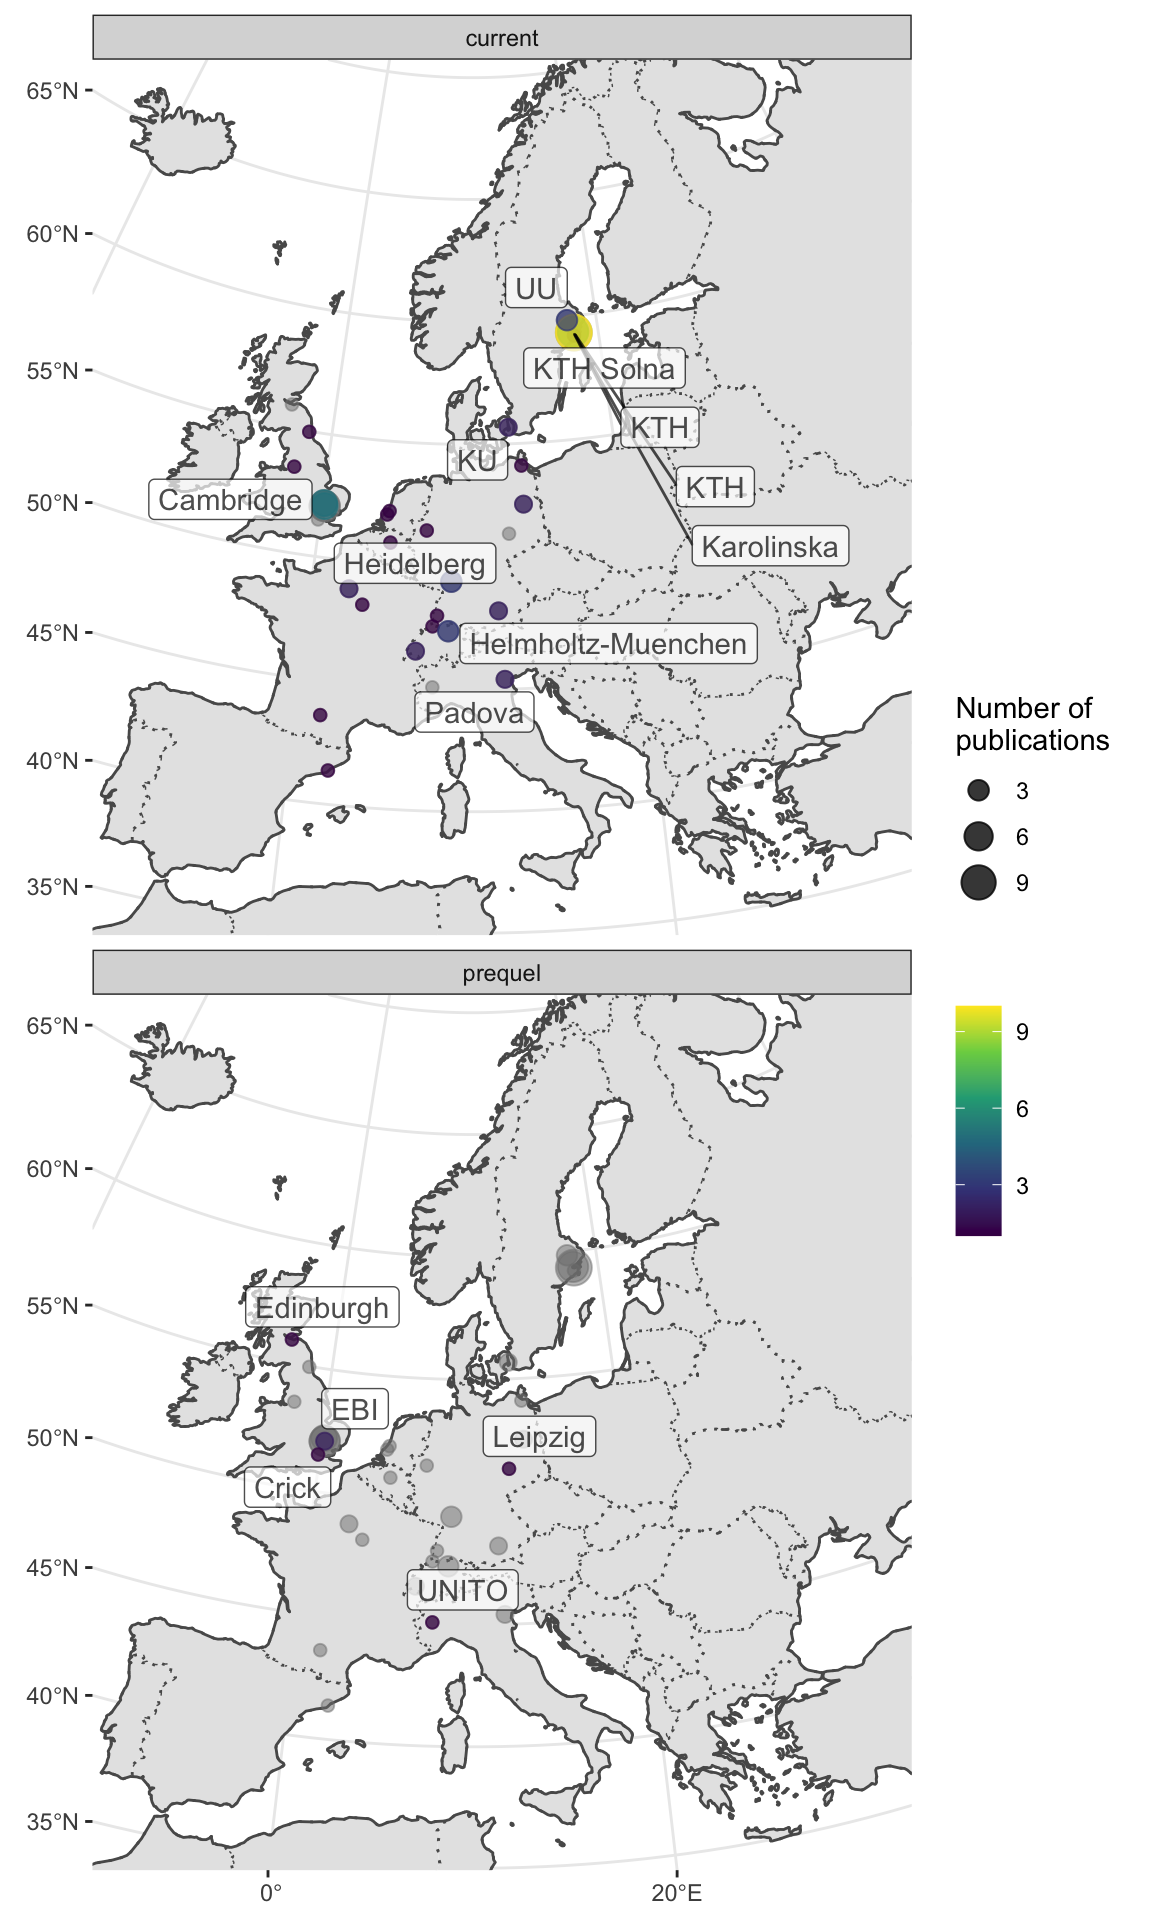 current
65°N
60°N
55°N
50°N
45°N
40°N
35°N
UU
KTH Solna
KTH
KU
KTH
Cambridge
Karolinska
Heidelberg
Helmholtz-Muenchen
Padova
Number of
publications
3
6
9
prequel
65°N
60°N
55°N
50°N
45°N
40°N
35°N
9
6
3
Edinburgh
EBI
Leipzig
Crick
UNITO
0°
20°E